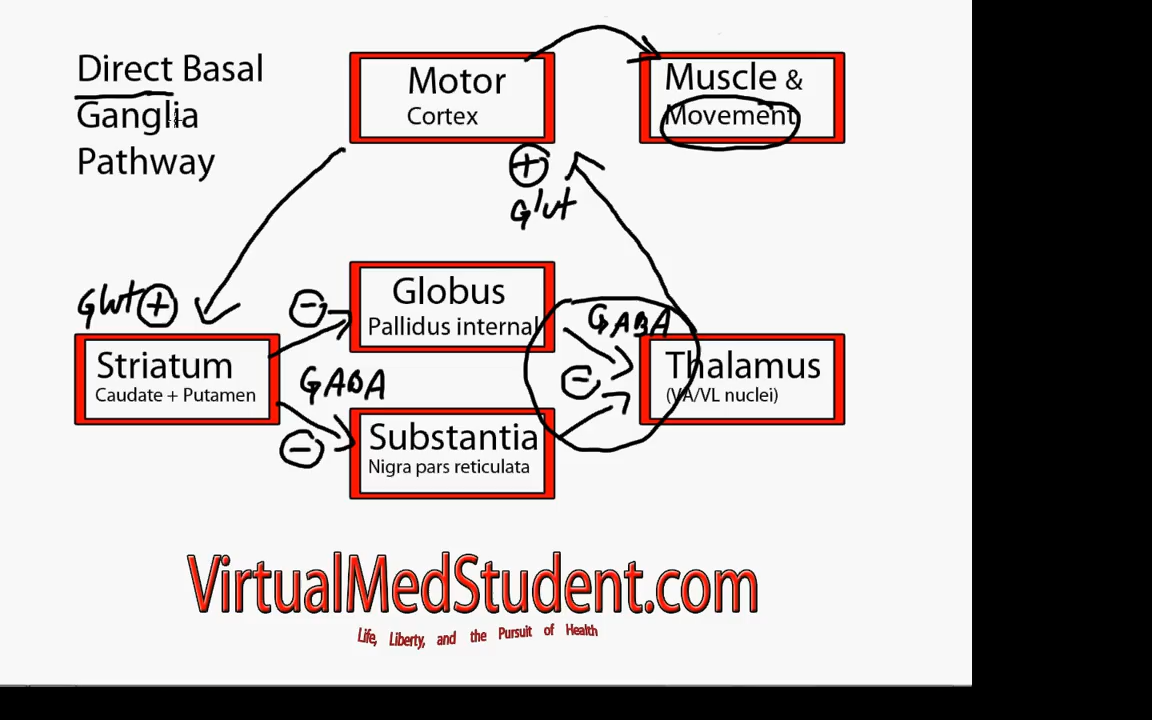 Direct Basal
Ganglia
Pathway
Motor
Cortex
Muscle &
Movement
+
Glut
Glut +
Striatum
Caudate + Putamen
−
GABA
−
Globus
Pallidus internal
Substantia
Nigra pars reticulata
GABA
−
Thalamus
(VA/VL nuclei)
VirtualMedStudent.com
Life, Liberty, and the Pursuit of Health